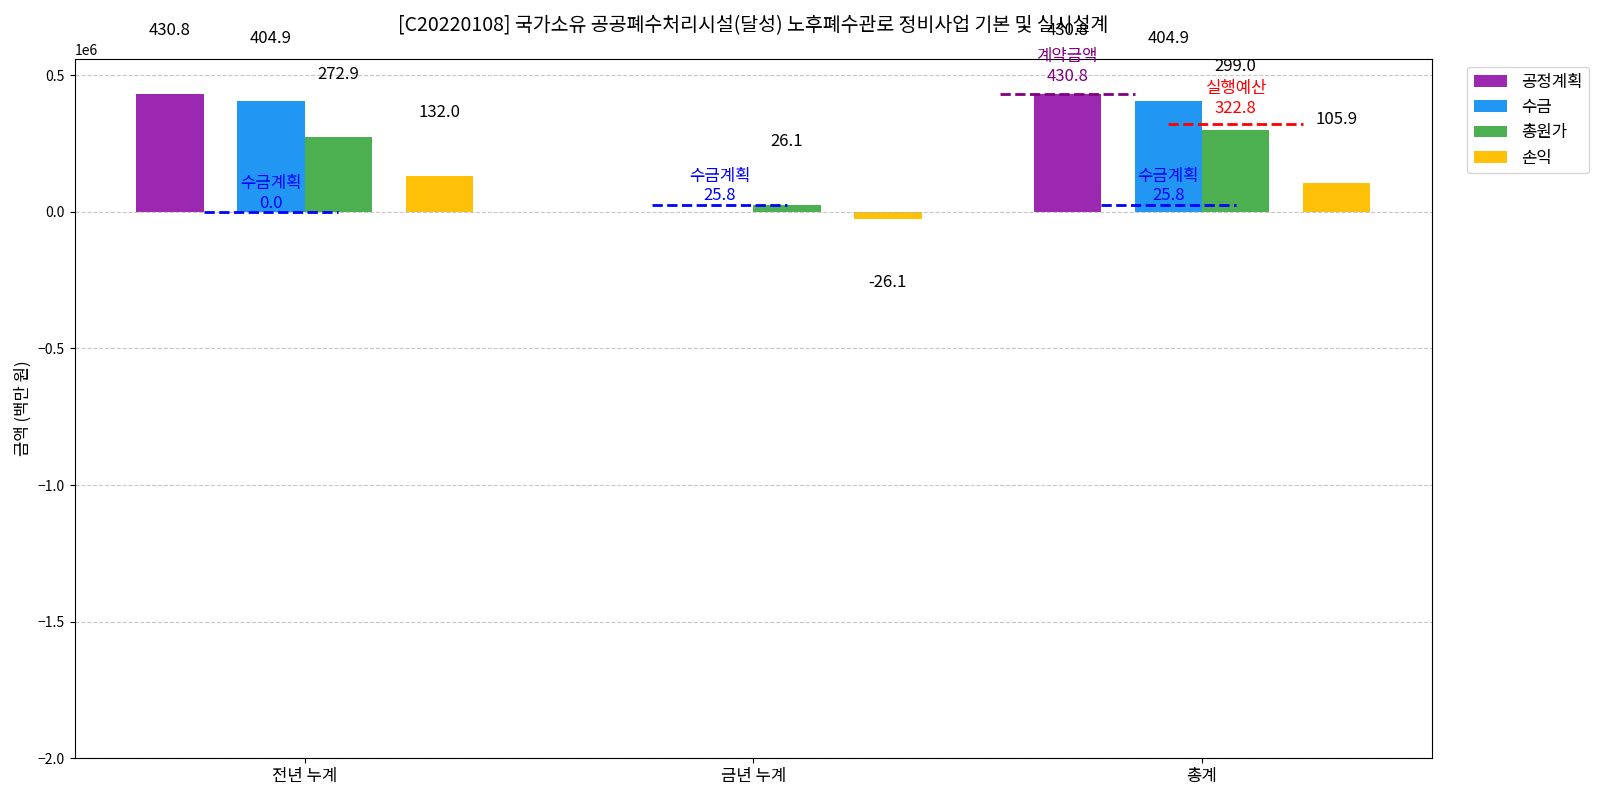 [C20220108] 국가소유 공공폐수처리시설(달성) 노후폐수관로 정비사업 기본 및 실시설계
1e6
0.5
0.0
−0.5
−1.0
−1.5
−2.0
금액 (백만 원)
430.8
404.9
272.9
132.0
수금계획
0.0
26.1
수금계획
25.8
-26.1
430.8
계약금액
430.8
404.9
299.0
실행예산
322.8
105.9
수금계획
25.8
전년 누계
금년 누계
총계
공정계획
수금
총원가
손익